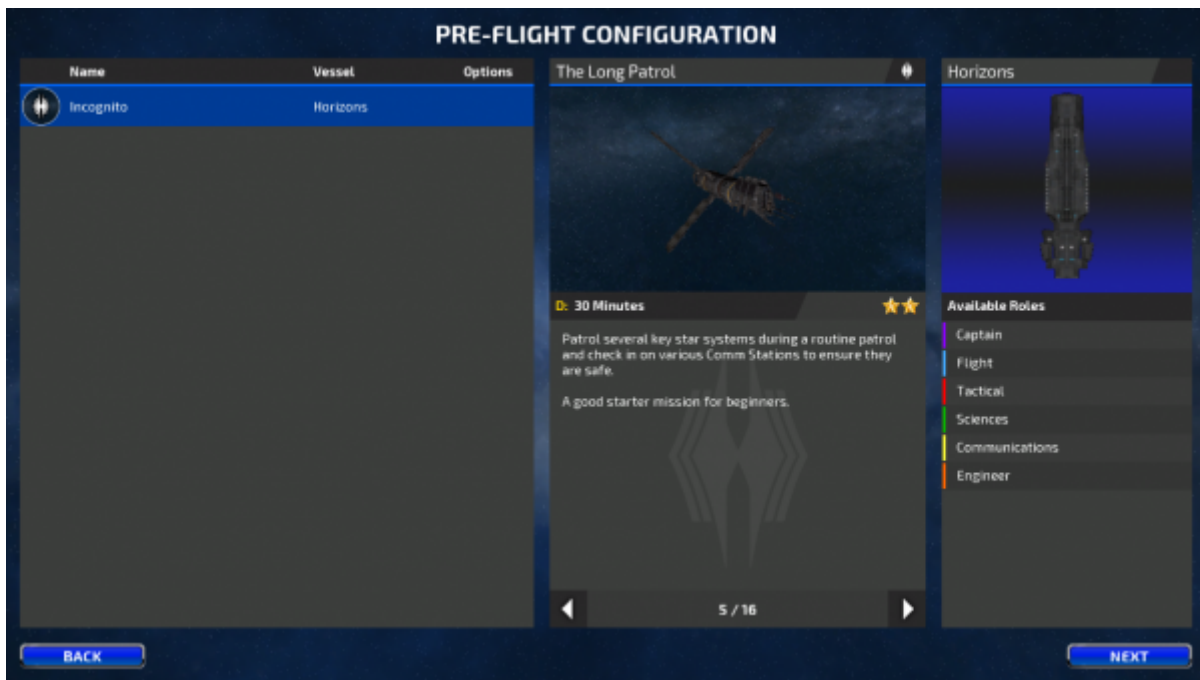 PRE-FLIGHT CONFIGURATION
Name Vessel Options
Incognito Horizons
The Long Patrol
D: 30 Minutes
Patrol several key star systems during a routine patrol
and check in on various Comm Stations to ensure they
are safe.
A good starter mission for beginners.
5 / 16
Horizons
Available Roles
Captain
Flight
Tactical
Sciences
Communications
Engineer
BACK
NEXT